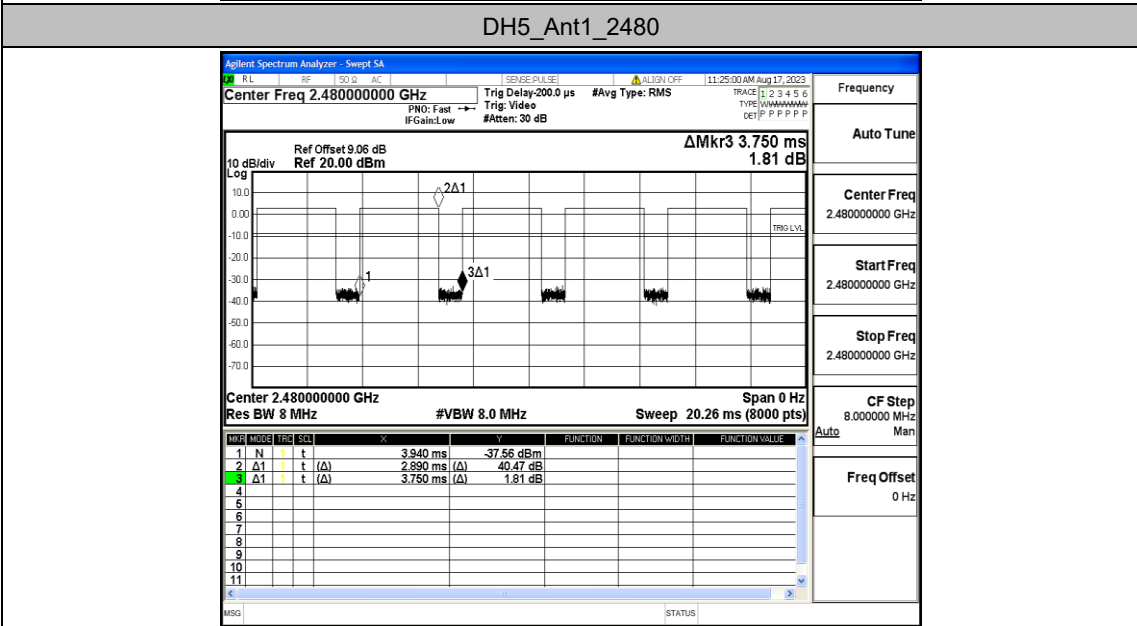 DH5_Ant1_2480
Agilent Spectrum Analyzer - Swept SA
LXI RL RF 50 Ω AC SENSE:PULSE ALIGN OFF 11:25:00 AM Aug 17, 2023
Center Freq 2.480000000 GHz
PNO: Fast
IFGain:Low
Trig Delay-200.0 µs
Trig: Video
#Atten: 30 dB
#Avg Type: RMS
TRACE 1 2 3 4 5 6
TYPE WWWWWW
DET P P P P P P
ΔMkr3 3.750 ms
1.81 dB
Ref Offset 9.06 dB
10 dB/div Ref 20.00 dBm
Log
10.0
0.00
-10.0
-20.0
-30.0
-40.0
-50.0
-60.0
-70.0
2Δ1
TRIG LVL
1
3Δ1
Center 2.480000000 GHz Span 0 Hz
Res BW 8 MHz #VBW 8.0 MHz Sweep 20.26 ms (8000 pts)
MKR MODE TRC SCL X Y FUNCTION FUNCTION WIDTH FUNCTION VALUE
1 N 1 t 3.940 ms -37.56 dBm
2 Δ1 1 t (Δ) 2.890 ms (Δ) 40.47 dB
3 Δ1 1 t (Δ) 3.750 ms (Δ) 1.81 dB
4
5
6
7
8
9
10
11
MSG STATUS
Frequency
Auto Tune
Center Freq
2.480000000 GHz
Start Freq
2.480000000 GHz
Stop Freq
2.480000000 GHz
CF Step
8.000000 MHz
Auto Man
Freq Offset
0 Hz